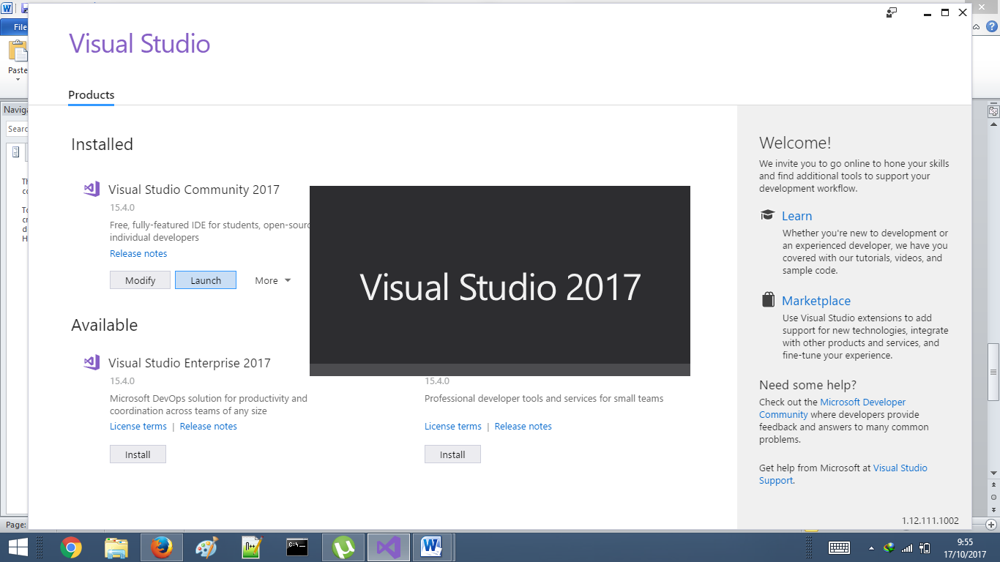 File
Paste
Visual Studio
Products
Installed
Visual Studio Community 2017
15.4.0
Free, fully-featured IDE for students, open-sourc
individual developers
Release notes
Modify
Launch
More
Visual Studio 2017
Available
Visual Studio Enterprise 2017
15.4.0
Microsoft DevOps solution for productivity and
coordination across teams of any size
License terms | Release notes
Install
15.4.0
Professional developer tools and services for small teams
License terms | Release notes
Install
Welcome!
We invite you to go online to hone your skills
and find additional tools to support your
development workflow.
Learn
Whether you're new to development or
an experienced developer, we have you
covered with our tutorials, videos, and
sample code.
Marketplace
Use Visual Studio extensions to add
support for new technologies, integrate
with other products and services, and
fine-tune your experience.
Need some help?
Check out the Microsoft Developer
Community where developers provide
feedback and answers to many common
problems.
Get help from Microsoft at Visual Studio
Support.
1.12.111.1002
Naviga
Searc
Th
To
Page:
9:55
17/10/2017